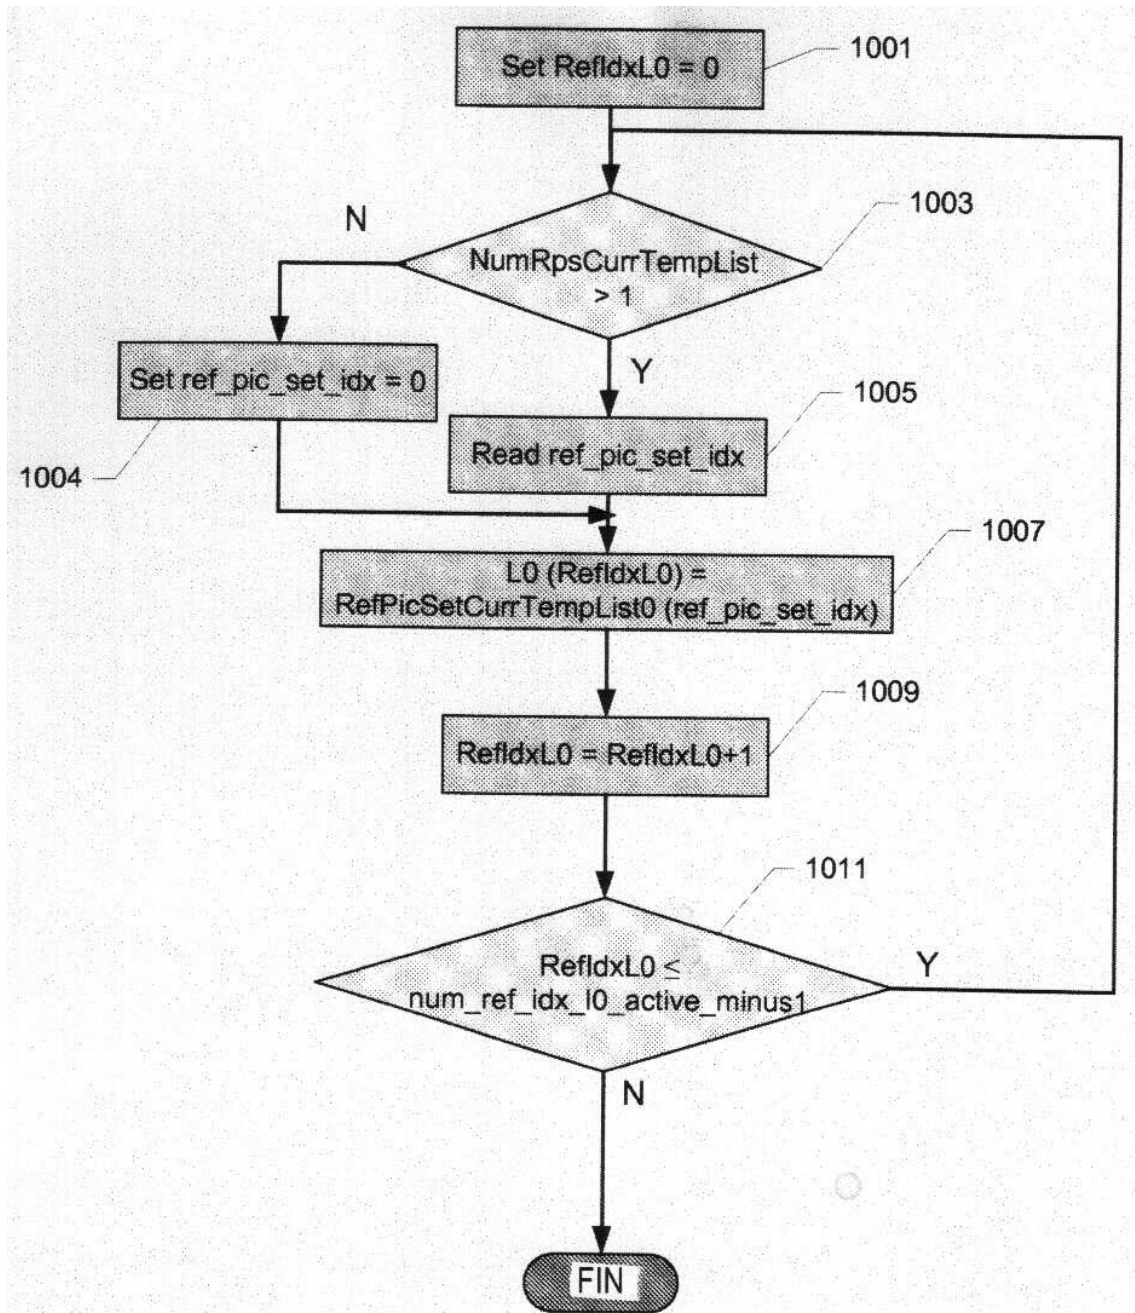 Set RefIdxL0 = 0
1001
N
1003
NumRpsCurrTempList
> 1
Set ref_pic_set_idx = 0
Y
1005
Read ref_pic_set_idx
1004
1007
L0 (RefIdxL0) =
RefPicSetCurrTempList0 (ref_pic_set_idx)
1009
RefIdxL0 = RefIdxL0+1
1011
RefIdxL0 ≤
num_ref_idx_l0_active_minus1
Y
N
FIN